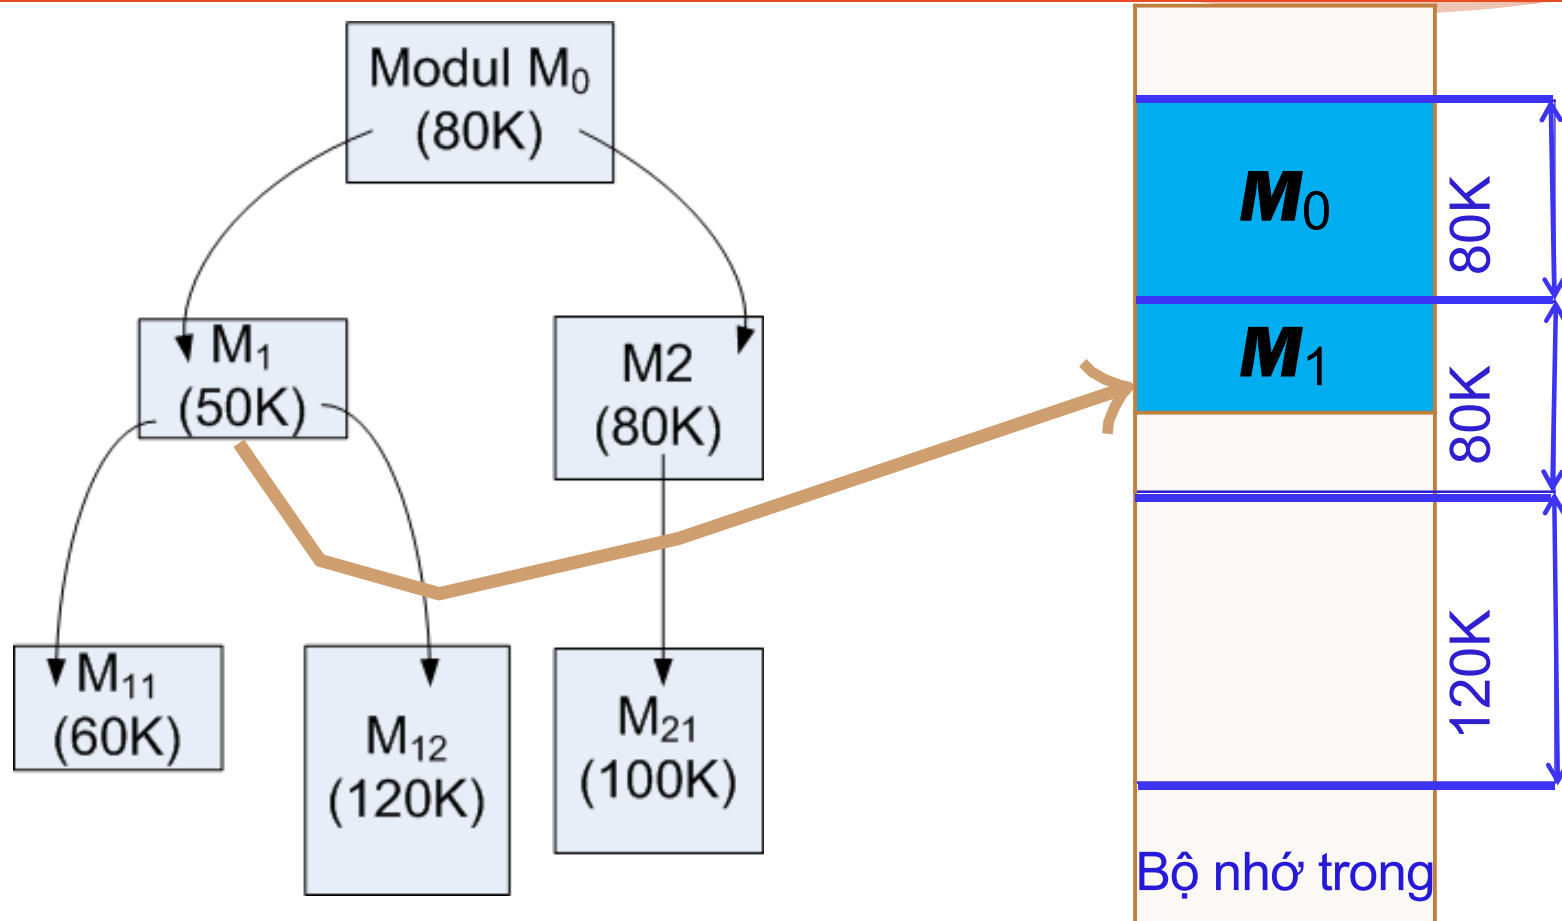 Modul M₀
(80K)
M₁
(50K)
M2
(80K)
M₁₁
(60K)
M₁₂
(120K)
M₂₁
(100K)
M₀
80K
M₁
80K
120K
Bộ nhớ trong